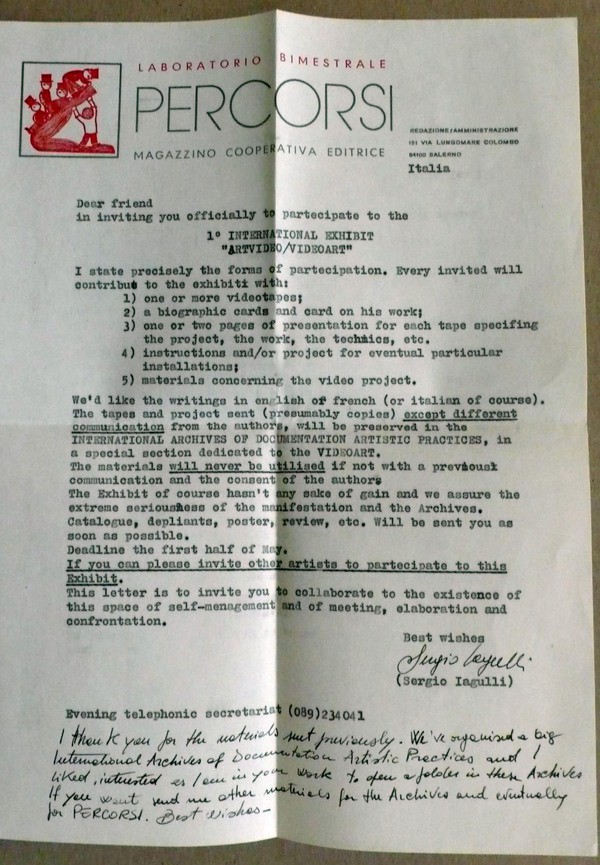 LABORATORIO BIMESTRALE
PERCORSI
MAGAZZINO COOPERATIVA EDITRICE
REDAZIONE/AMMINISTRAZIONE
191 VIA LUNGOMARE COLOMBO
84100 SALERNO
Italia
Dear friend
in inviting you officially to partecipate to the
1° INTERNATIONAL EXHIBIT
"ARTVIDEO/VIDEOART"
I state precisely the forms of partecipation. Every invited will
contribut to the exhibiti with:
1) one or more videotapes;
2) a biographic cards and card on his work;
3) one or two pages of presentation for each tape specifing
the project, the work, the technics, etc.
4) instructions and/or project for eventual particular
installations;
5) materials concerning the video project.
We'd like the writings in english of french (or italian of course).
The tapes and project sent (presumably copies) except different
communication from the authors, will be preserved in the
INTERNATIONAL ARCHIVES OF DOCUMENTATION ARTISTIC PRACTICES, in
a special section dedicated to the VIDEOART.
The materials will never be utilised if not with a previous
communication and the consent of the authors
The Exhibit of course hasn't any sake of gain and we assure the
extreme seriousness of the manifestation and the Archives.
Catalogue, depliants, poster, review, etc. Will be sent you as
soon as possible.
Deadline the first half of May.
If you can please invite other artists to partecipate to this
Exhibit.
This letter is to invite you to collaborate to the existence of
this space of self-menagement and of meeting, elaboration and
confrontation.
Best wishes
Sergio Iagulli
(Sergio Iagulli)
Evening telephonic secretariat (089)234041
I thank you for the materials sent previously. We've organised a big
International Archives of Documentation Artistic Practices and I
liked, intrested as I am in your work to open a folder in these Archives
If you want send me other materials for the Archives and eventually
for PERCORSI. Best wishes-